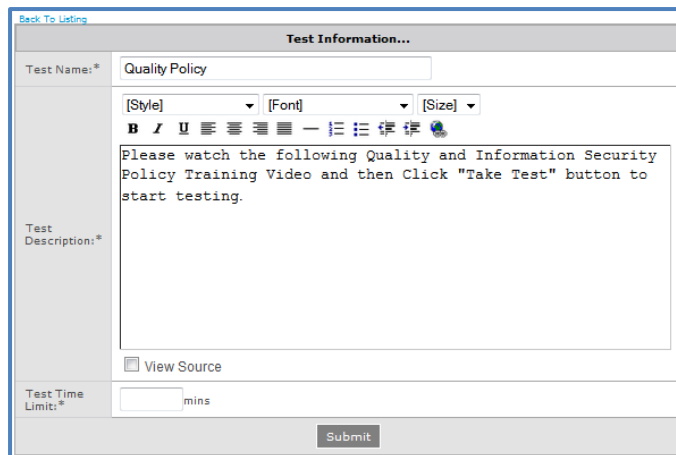 Back To Listing
Test Information...
Test Name:* Quality Policy
[Style] [Font] [Size]
B I U
Test
Description:*
Please watch the following Quality and Information Security
Policy Training Video and then Click "Take Test" button to
start testing.
View Source
Test Time
Limit:*
mins
Submit